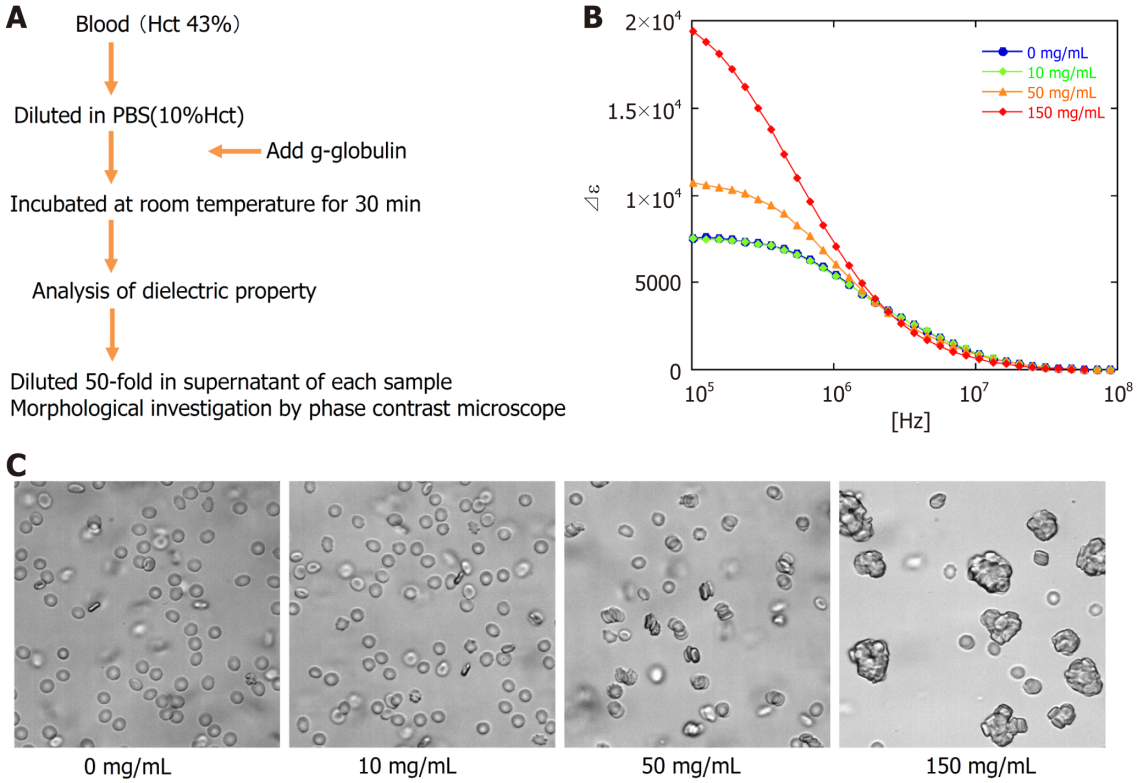 A
Blood (Hct 43%)
Diluted in PBS(10%Hct)
Add g-globulin
Incubated at room temperature for 30 min
Analysis of dielectric property
Diluted 50-fold in supernatant of each sample
Morphological investigation by phase contrast microscope
B
2×10⁴
1.5×10⁴
1×10⁴
5000
0
Δε
0 mg/mL
10 mg/mL
50 mg/mL
150 mg/mL
10⁵
10⁶
10⁷
10⁸
[Hz]
C
0 mg/mL
10 mg/mL
50 mg/mL
150 mg/mL